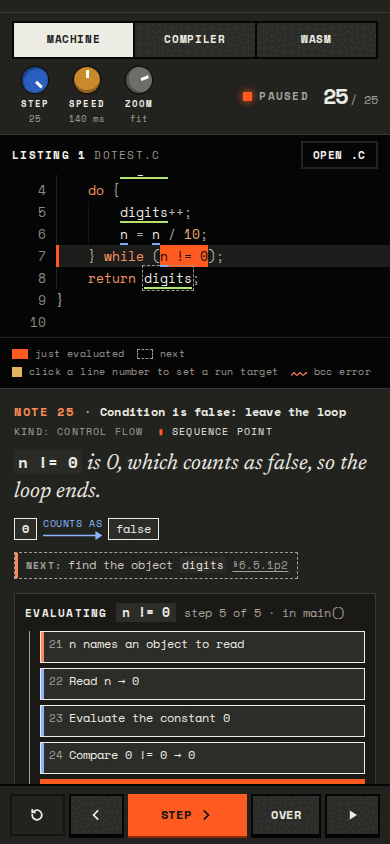 MACHINE COMPILER WASM
STEP SPEED ZOOM
25 140 ms fit
PAUSED 25 / 25
LISTING 1 DOTEST.C OPEN .C
4 do {
5 digits++;
6 n = n / 10;
7 } while (n != 0);
8 return digits;
9 }
10
just evaluated next
click a line number to set a run target bcc error
NOTE 25 · Condition is false: leave the loop
KIND: CONTROL FLOW SEQUENCE POINT
n != 0 is 0, which counts as false, so the
loop ends.
0 COUNTS AS false
NEXT: find the object digits §6.5.1p2
EVALUATING n != 0 step 5 of 5 · in main()
21 n names an object to read
22 Read n → 0
23 Evaluate the constant 0
24 Compare 0 != 0 → 0
STEP OVER